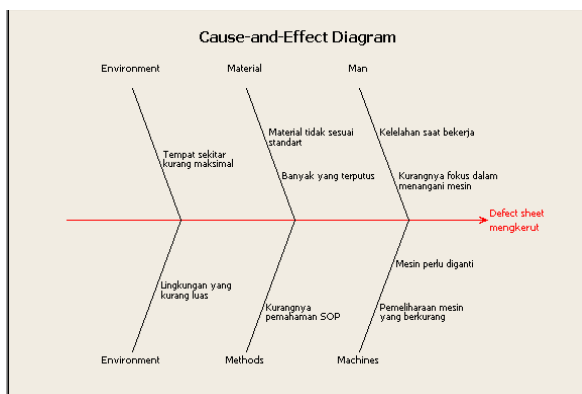 Cause-and-Effect Diagram
Environment
Material
Man
Tempat sekitar
kurang maksimal
Material tidak sesuai
standart
Banyak yang terputus
Kelelahan saat bekerja
Kurangnya fokus dalam
menangani mesin
Defect sheet
mengkerut
Lingkungan yang
kurang luas
Kurangnya
pemahaman SOP
Mesin perlu diganti
Pemeliharaan mesin
yang berkurang
Environment
Methods
Machines